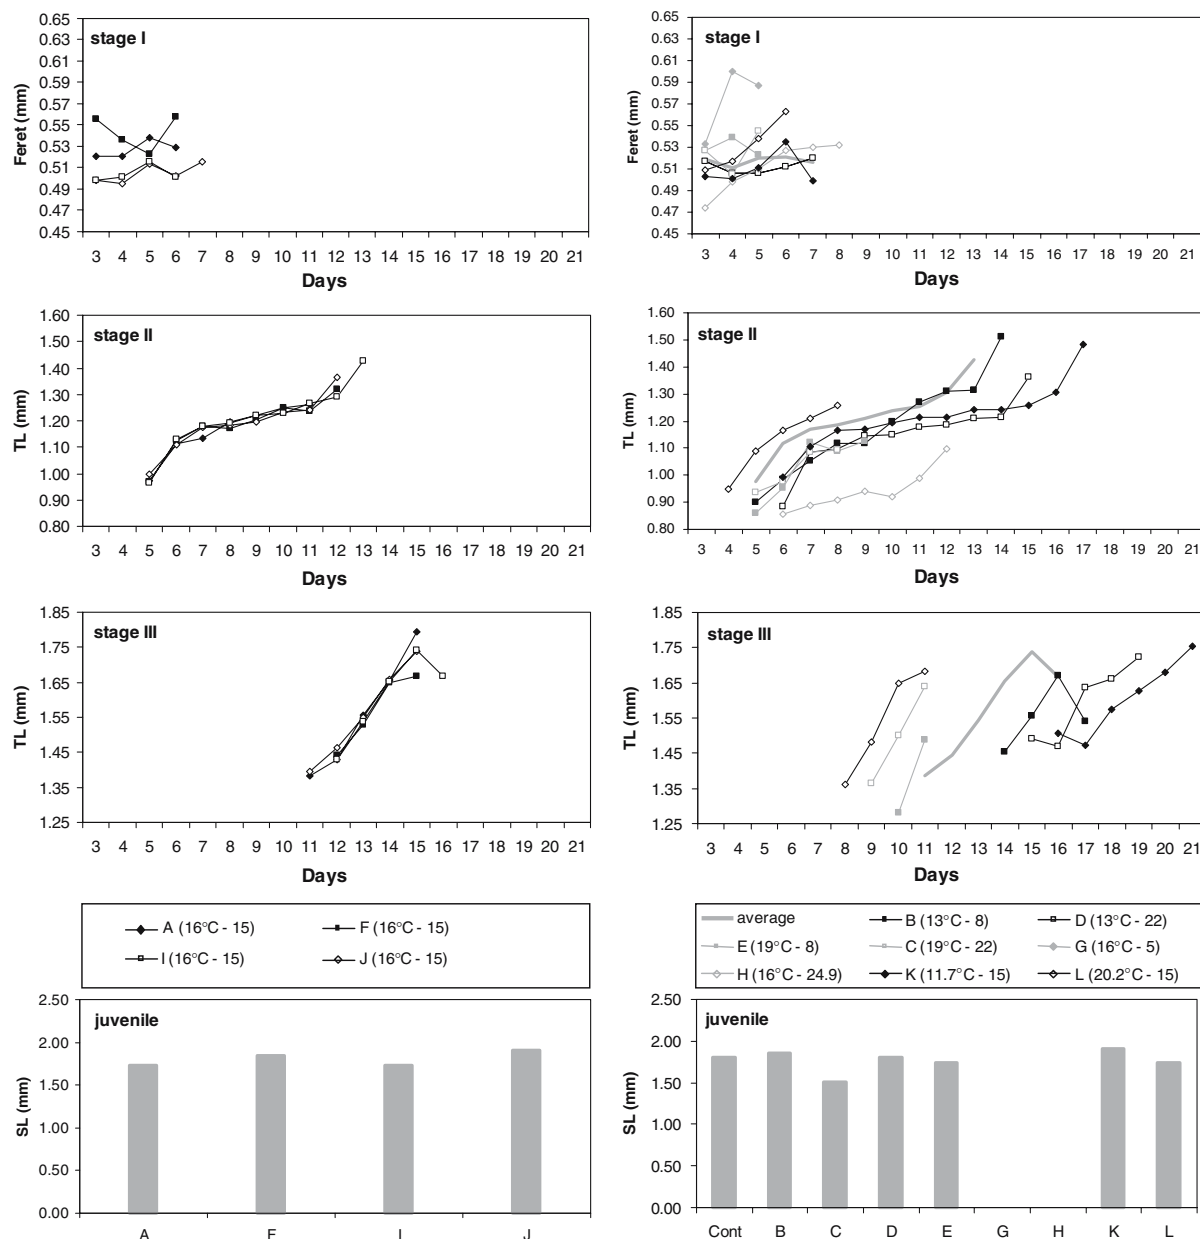 stage I
Feret (mm)
0.65
0.63
0.61
0.59
0.57
0.55
0.53
0.51
0.49
0.47
0.45
3 4 5 6 7 8 9 10 11 12 13 14 15 16 17 18 19 20 21
Days
stage I
Feret (mm)
0.65
0.63
0.61
0.59
0.57
0.55
0.53
0.51
0.49
0.47
0.45
3 4 5 6 7 8 9 10 11 12 13 14 15 16 17 18 19 20 21
Days
stage II
TL (mm)
1.60
1.50
1.40
1.30
1.20
1.10
1.00
0.90
0.80
3 4 5 6 7 8 9 10 11 12 13 14 15 16 17 18 19 20 21
Days
stage II
TL (mm)
1.60
1.50
1.40
1.30
1.20
1.10
1.00
0.90
0.80
3 4 5 6 7 8 9 10 11 12 13 14 15 16 17 18 19 20 21
Days
stage III
TL (mm)
1.85
1.75
1.65
1.55
1.45
1.35
1.25
3 4 5 6 7 8 9 10 11 12 13 14 15 16 17 18 19 20 21
Days
stage III
TL (mm)
1.85
1.75
1.65
1.55
1.45
1.35
1.25
3 4 5 6 7 8 9 10 11 12 13 14 15 16 17 18 19 20 21
Days
A (16°C - 15) F (16°C - 15)
I (16°C - 15) J (16°C - 15)
average B (13°C - 8) D (13°C - 22)
E (19°C - 8) C (19°C - 22) G (16°C - 5)
H (16°C - 24.9) K (11.7°C - 15) L (20.2°C - 15)
juvenile
SL (mm)
2.50
2.00
1.50
1.00
0.50
0.00
A F I J
juvenile
SL (mm)
2.50
2.00
1.50
1.00
0.50
0.00
Cont B C D E G H K L